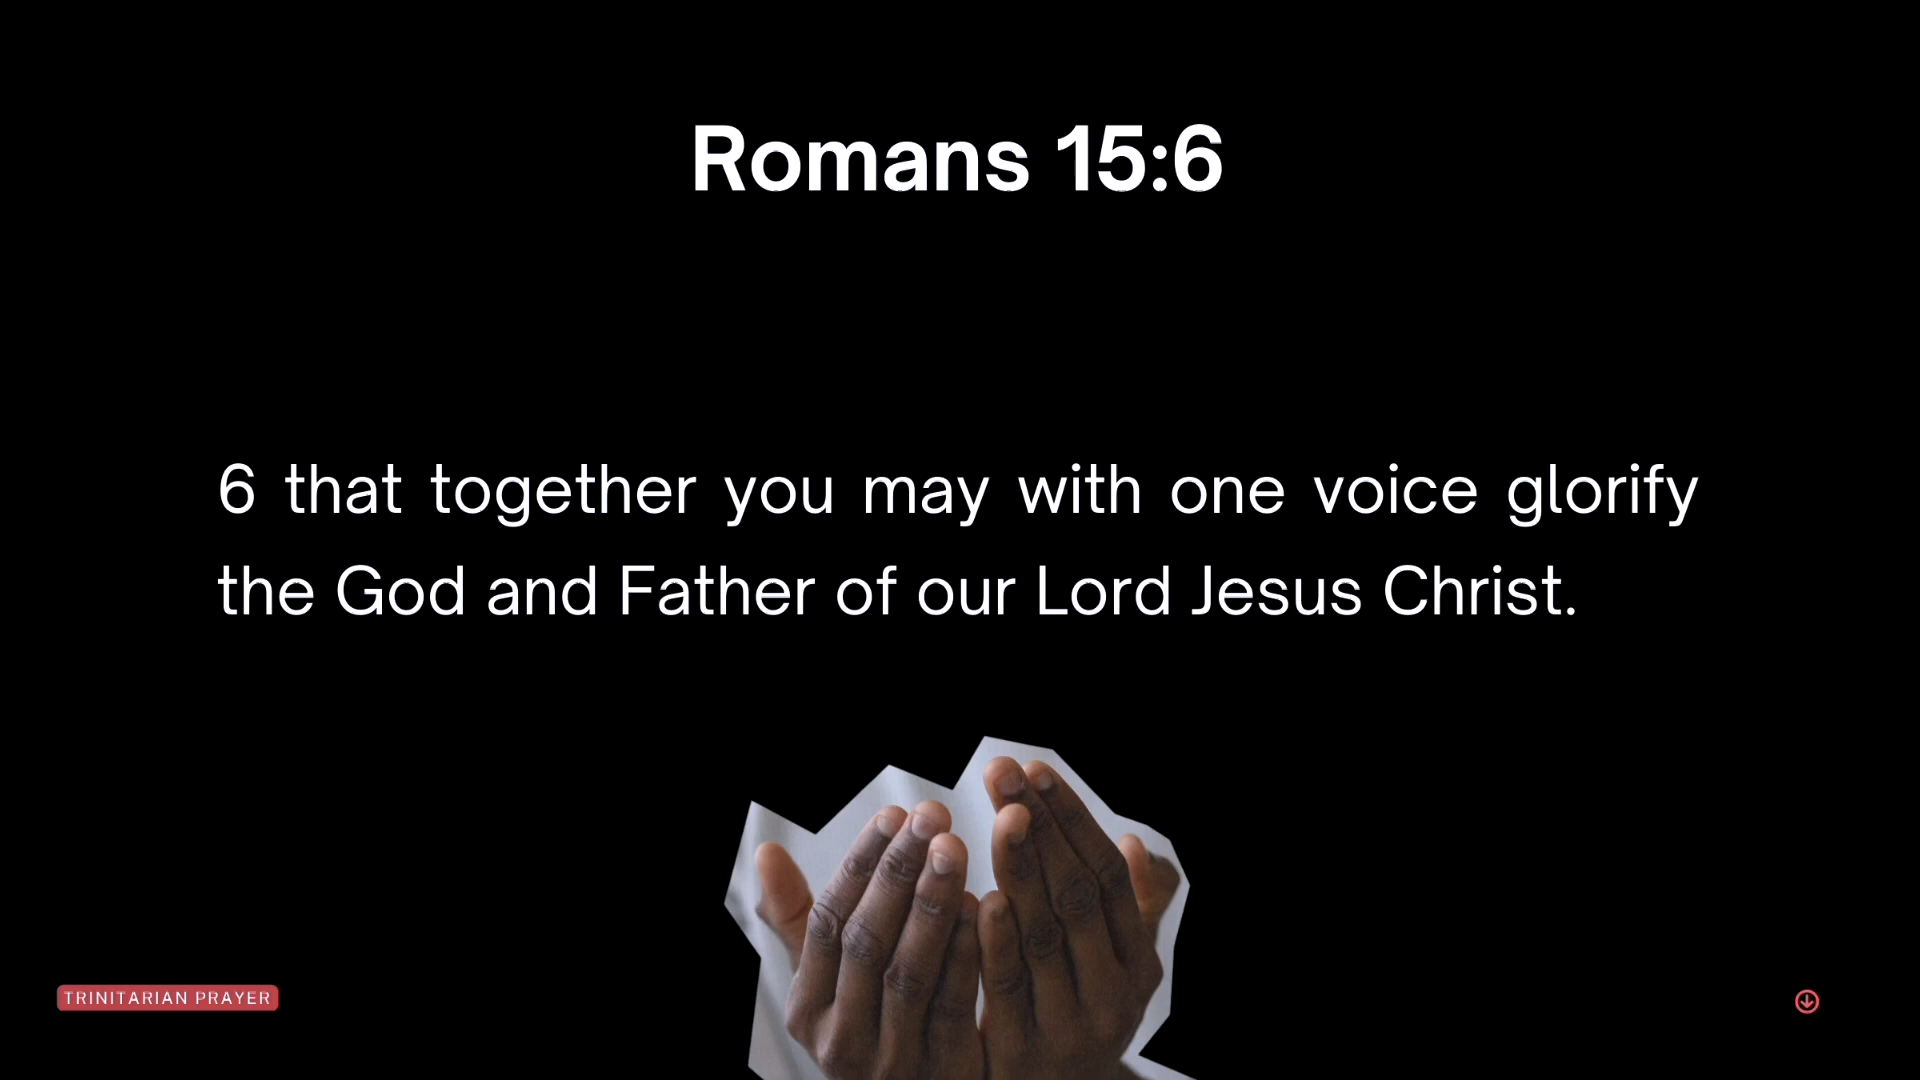 Romans 15:6
6 that together you may with one voice glorify
the God and Father of our Lord Jesus Christ.
TRINITARIAN PRAYER